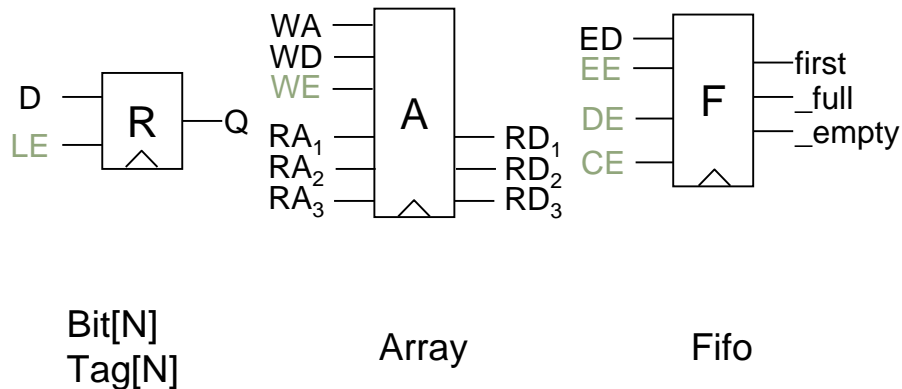 D
LE
R
Q
WA
WD
WE
RA1
RA2
RA3
A
RD1
RD2
RD3
ED
EE
DE
CE
F
first
_full
_empty
Bit[N]
Tag[N]
Array
Fifo